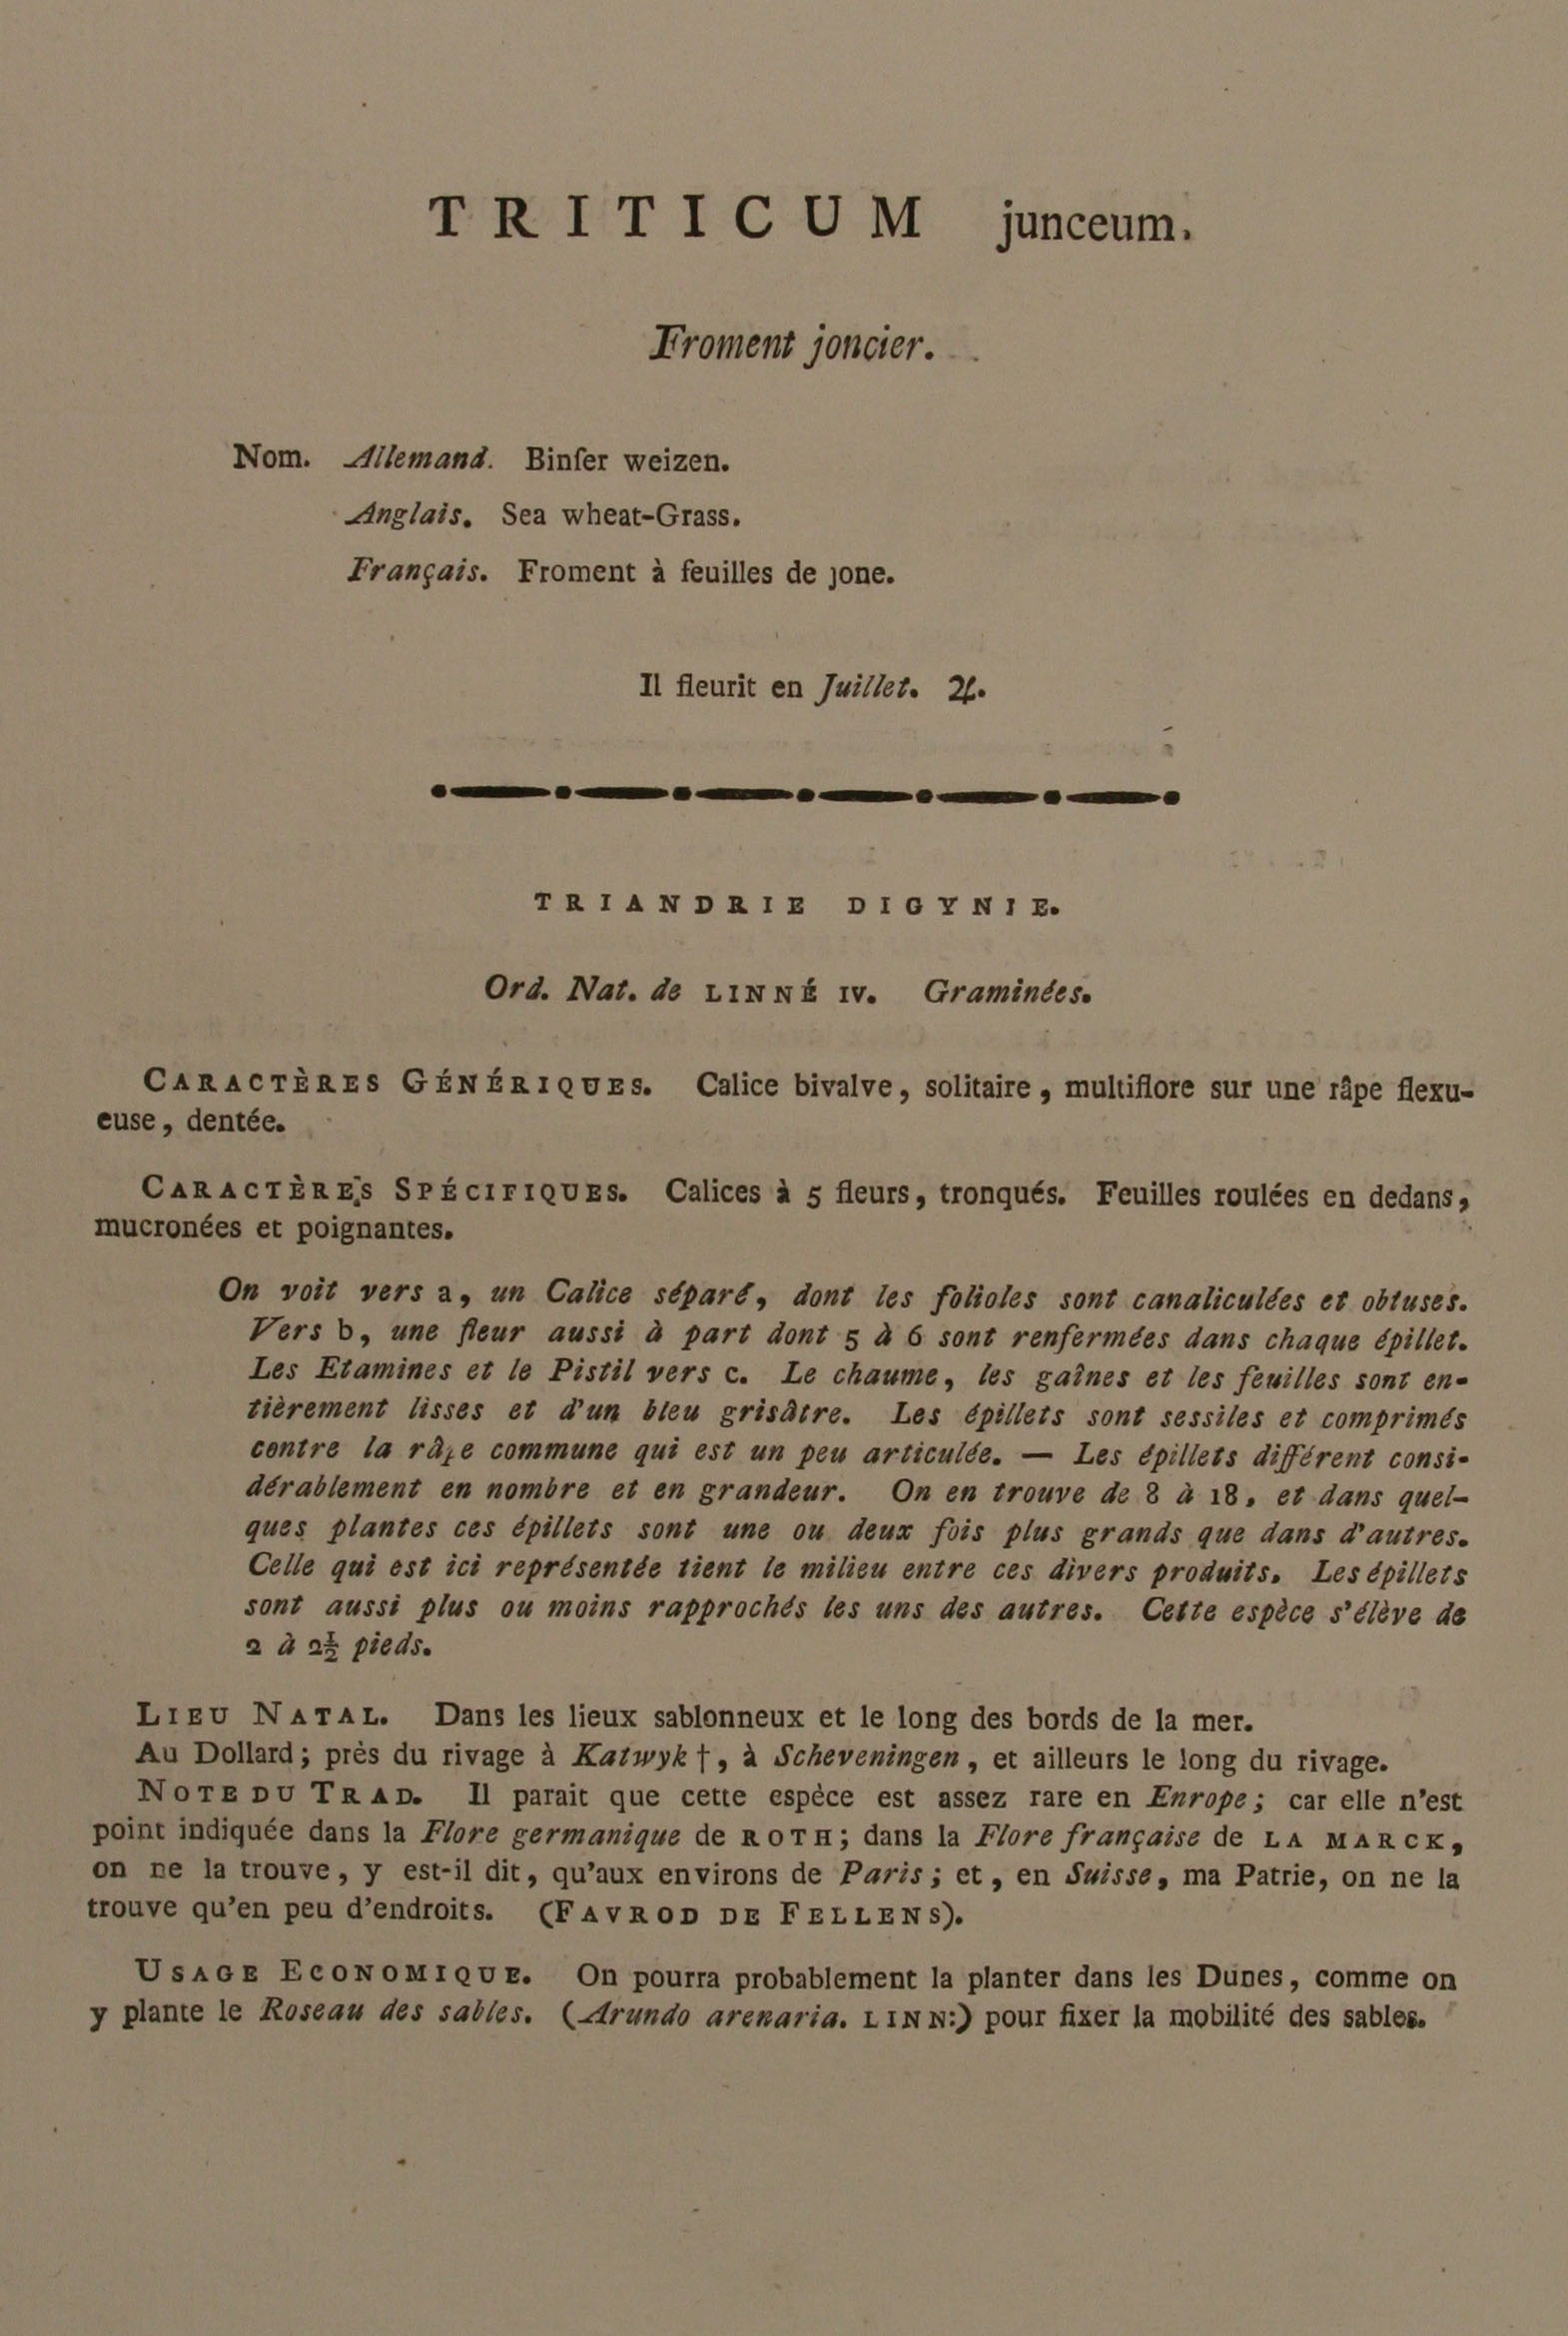 TRITICUM junceum.
Froment joncier.
Nom. Allemand. Binſer weizen.
Anglais. Sea wheat-Grass.
Français. Froment à feuilles de jone.
Il fleurit en Juillet. ♃.
TRIANDRIE DIGYNIE.
Ord. Nat. de LINNÉ IV. Graminées.
CARACTÈRES GÉNÉRIQUES. Calice bivalve, solitaire, multiflore sur une râpe flexu-
euse, dentée.
CARACTÈRES SPÉCIFIQUES. Calices à 5 fleurs, tronqués. Feuilles roulées en dedans,
mucronées et poignantes.
On voit vers a, un Calice séparé, dont les folioles sont canaliculées et obtuses.
Vers b, une fleur aussi à part dont 5 à 6 sont renfermées dans chaque épillet.
Les Etamines et le Pistil vers c. Le chaume, les gaînes et les feuilles sont en-
tièrement lisses et d'un bleu grisâtre. Les épillets sont sessiles et comprimés
contre la râpe commune qui est un peu articulée. — Les épillets différent consi-
dérablement en nombre et en grandeur. On en trouve de 8 à 18, et dans quel-
ques plantes ces épillets sont une ou deux fois plus grands que dans d'autres.
Celle qui est ici représentée tient le milieu entre ces divers produits. Les épillets
sont aussi plus ou moins rapprochés les uns des autres. Cette espèce s'élève de
2 à 2½ pieds.
LIEU NATAL. Dans les lieux sablonneux et le long des bords de la mer.
Au Dollard; près du rivage à Katwyk †, à Scheveningen, et ailleurs le long du rivage.
NOTE DU TRAD. Il parait que cette espèce est assez rare en Enrope; car elle n'est
point indiquée dans la Flore germanique de ROTH; dans la Flore française de LA MARCK,
on ne la trouve, y est-il dit, qu'aux environs de Paris; et, en Suisse, ma Patrie, on ne la
trouve qu'en peu d'endroits. (FAVROD DE FELLENS).
USAGE ECONOMIQUE. On pourra probablement la planter dans les Dunes, comme on
y plante le Roseau des sables. (Arundo arenaria. LINN:) pour fixer la mobilité des sables.